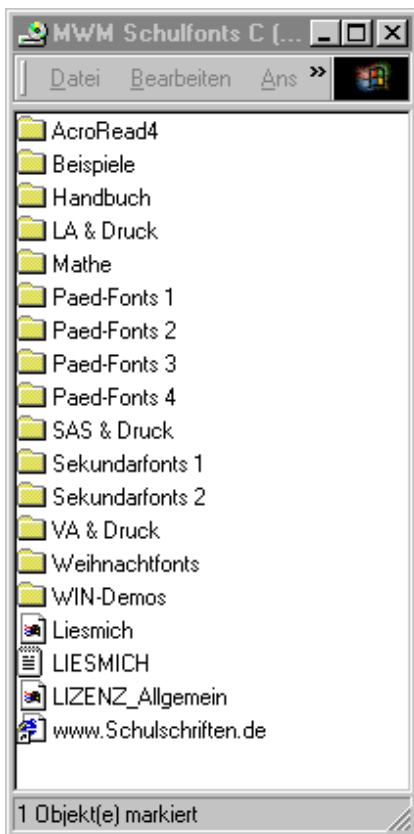 MWM Schulfonts C (...
Datei Bearbeiten Ans »
AcroRead4
Beispiele
Handbuch
LA & Druck
Mathe
Paed-Fonts 1
Paed-Fonts 2
Paed-Fonts 3
Paed-Fonts 4
SAS & Druck
Sekundarfonts 1
Sekundarfonts 2
VA & Druck
Weihnachtfonts
WIN-Demos
Liesmich
LIESMICH
LIZENZ_Allgemein
www.Schulschriften.de
1 Objekt(e) markiert